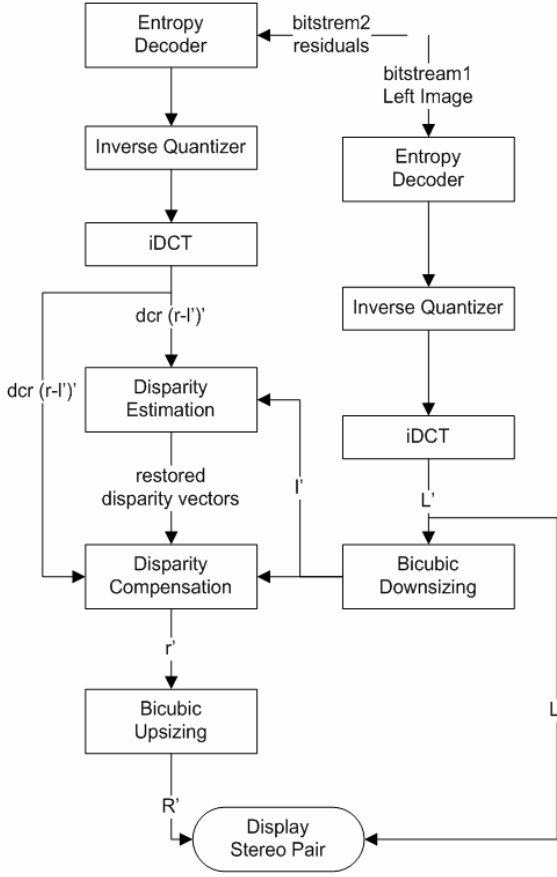 Entropy
Decoder
bitstrem2
residuals
bitstream1
Left Image
Entropy
Decoder
Inverse Quantizer
iDCT
Inverse Quantizer
dcr (r-l’)’
dcr (r-l’)’
Disparity
Estimation
iDCT
restored
disparity vectors
l’
L’
Disparity
Compensation
Bicubic
Downsizing
r’
Bicubic
Upsizing
L
R’
Display
Stereo Pair